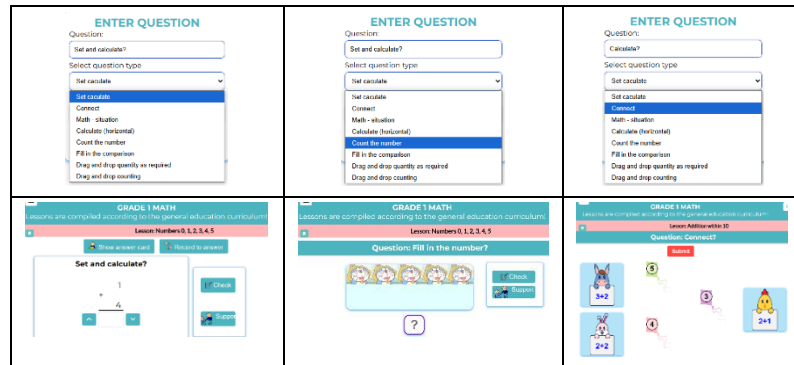 ENTER QUESTION
Question:
Set and calculate?
Select question type
Set caculate
Set caculate
Connect
Math - situation
Calculate (horizontal)
Count the number
Fill in the comparison
Drag and drop quantity as required
Drag and drop counting
ENTER QUESTION
Question:
Set and calculate?
Select question type
Set caculate
Set caculate
Connect
Math - situation
Calculate (horizontal)
Count the number
Fill in the comparison
Drag and drop quantity as required
Drag and drop counting
ENTER QUESTION
Question:
Calculate?
Select question type
Set caculate
Set caculate
Connect
Math - situation
Calculate (horizontal)
Count the number
Fill in the comparison
Drag and drop quantity as required
Drag and drop counting
GRADE 1 MATH
Lessons are compiled according to the general education curriculum!
Lesson: Numbers 0, 1, 2, 3, 4, 5
Show answer card
Record to answer
Set and calculate?
1
+
4
Check
Suppor
GRADE 1 MATH
Lessons are compiled according to the general education curriculum!
Lesson: Numbers 0, 1, 2, 3, 4, 5
Question: Fill in the number?
Check
Support
?
GRADE 1 MATH
Lessons are compiled according to the general education curriculum!
Lesson: Addition within 10
Question: Connect?
Submit
5
3+2
3
2+1
4
2+2